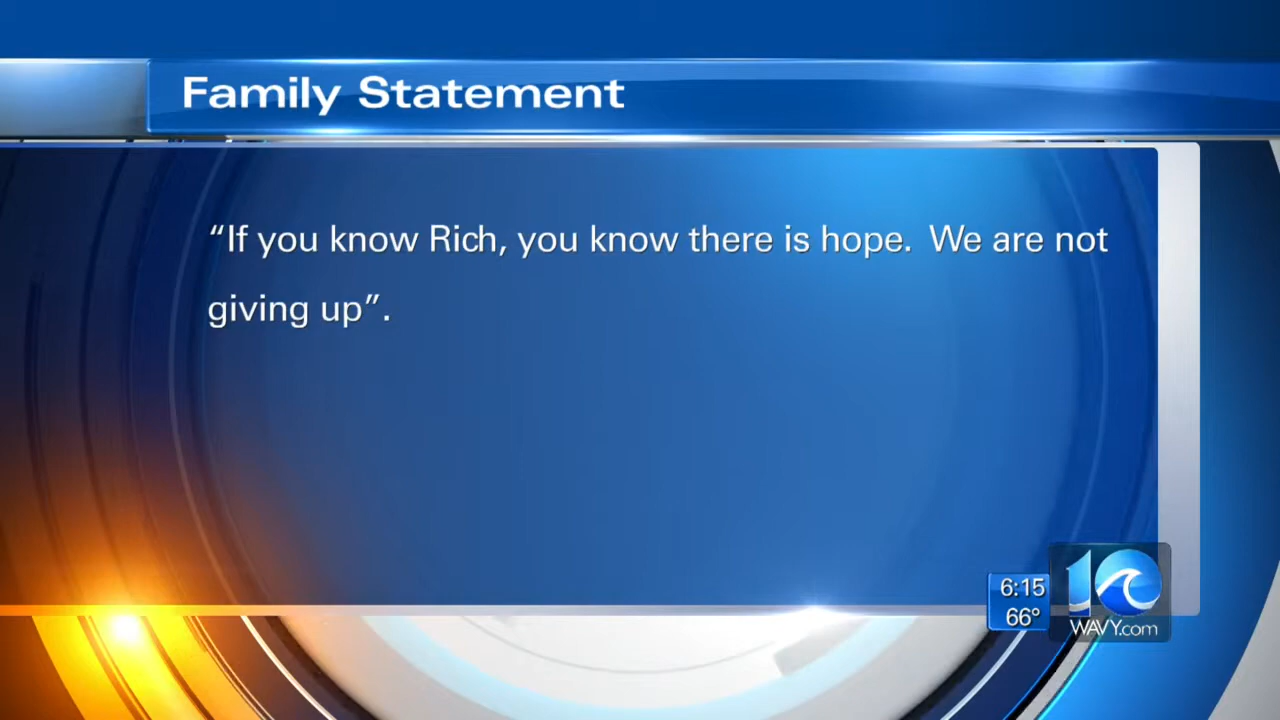 Family Statement
“If you know Rich, you know there is hope.  We are not
giving up”.
6:15
66°
10
WAVY.com